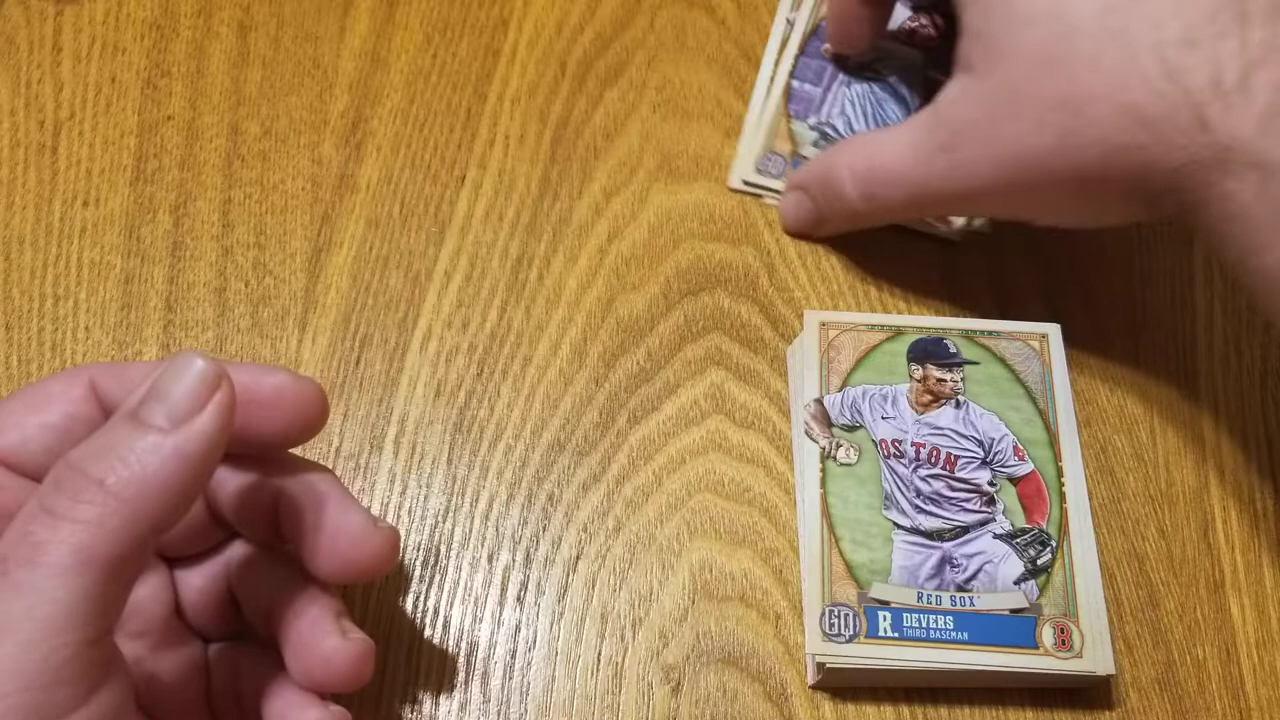 BOSTON
RED SOX
GQ
R. DEVERS
THIRD BASEMAN
B